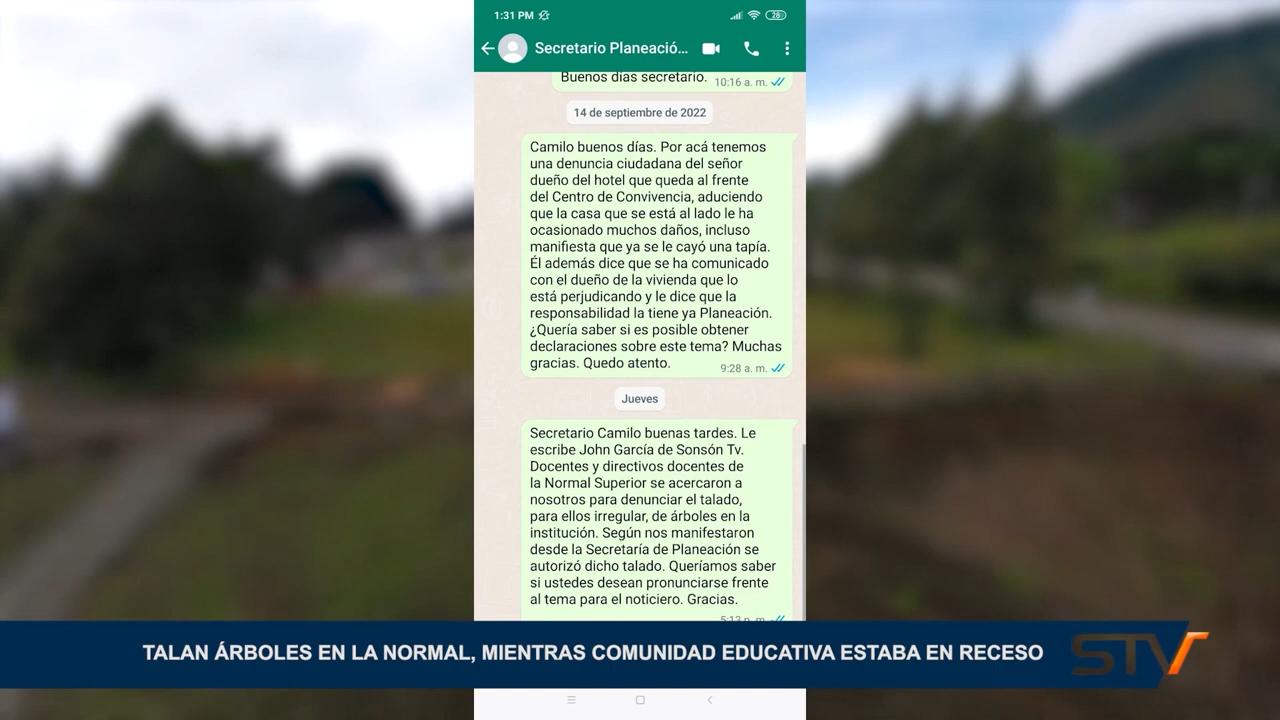 1:31 PM
28
Secretario Planeació...
Buenos días secretario. 10:16 a. m.
14 de septiembre de 2022
Camilo buenos días. Por acá tenemos
una denuncia ciudadana del señor
dueño del hotel que queda al frente
del Centro de Convivencia, aduciendo
que la casa que se está al lado le ha
ocasionado muchos daños, incluso
manifiesta que ya se le cayó una tapía.
Él además dice que se ha comunicado
con el dueño de la vivienda que lo
está perjudicando y le dice que la
responsabilidad la tiene ya Planeación.
¿Quería saber si es posible obtener
declaraciones sobre este tema? Muchas
gracias. Quedo atento. 9:28 a. m.
Jueves
Secretario Camilo buenas tardes. Le
escribe John García de Sonsón Tv.
Docentes y directivos docentes de
la Normal Superior se acercaron a
nosotros para denunciar el talado,
para ellos irregular, de árboles en la
institución. Según nos manifestaron
desde la Secretaría de Planeación se
autorizó dicho talado. Queríamos saber
si ustedes desean pronunciarse frente
al tema para el noticiero. Gracias.
5:13 p. m.
TALAN ÁRBOLES EN LA NORMAL, MIENTRAS COMUNIDAD EDUCATIVA ESTABA EN RECESO
STV